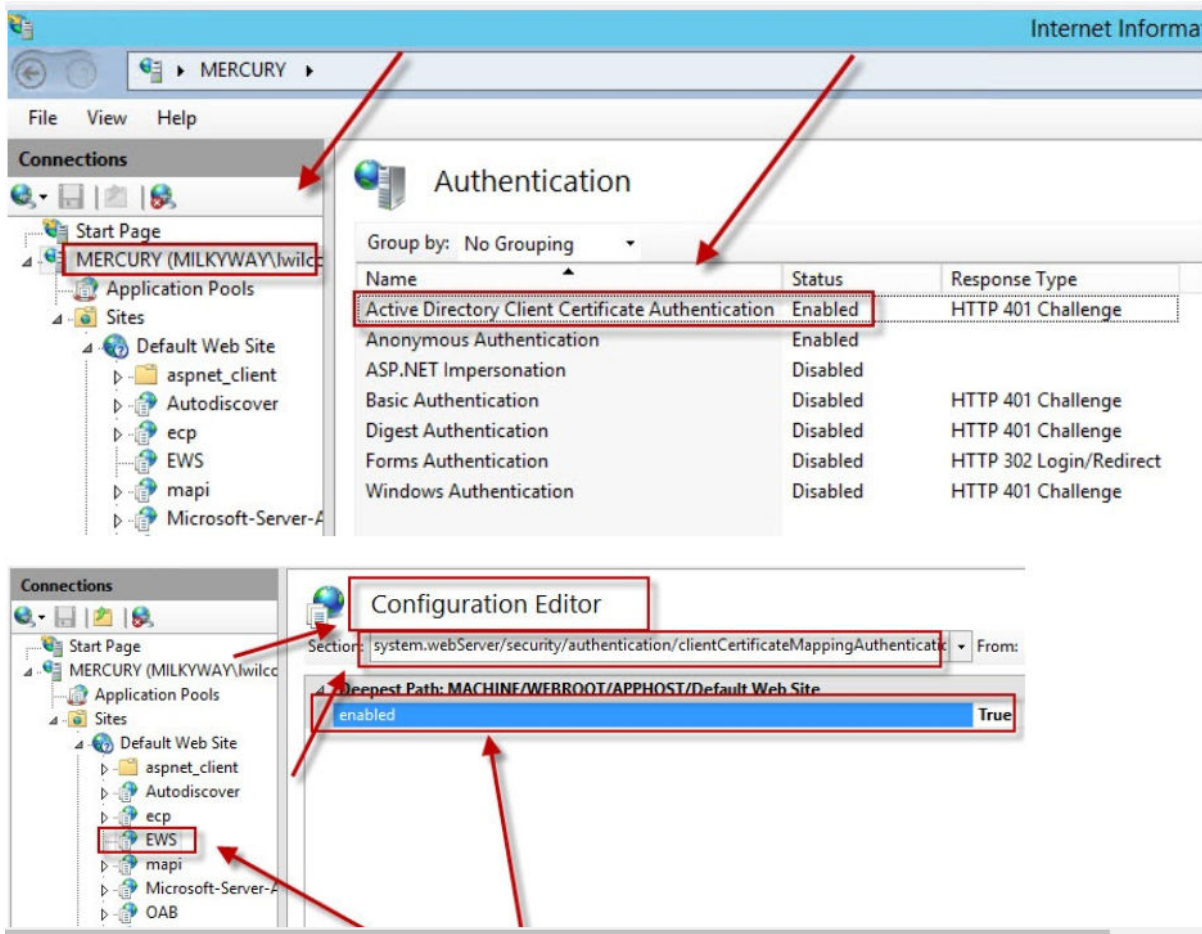 Internet Informa
MERCURY
File View Help
Connections
Authentication
Start Page
MERCURY (MILKYWAY\lwilcc
Application Pools
Sites
Default Web Site
aspnet_client
Autodiscover
ecp
EWS
mapi
Microsoft-Server-A
Group by: No Grouping
Name Status Response Type
Active Directory Client Certificate Authentication Enabled HTTP 401 Challenge
Anonymous Authentication Enabled
ASP.NET Impersonation Disabled
Basic Authentication Disabled HTTP 401 Challenge
Digest Authentication Disabled HTTP 401 Challenge
Forms Authentication Disabled HTTP 302 Login/Redirect
Windows Authentication Disabled HTTP 401 Challenge
Connections
Start Page
MERCURY (MILKYWAY\lwilcc
Application Pools
Sites
Default Web Site
aspnet_client
Autodiscover
ecp
EWS
mapi
Microsoft-Server-A
OAB
Configuration Editor
Section: system.webServer/security/authentication/clientCertificateMappingAuthenticatic From:
Deepest Path: MACHINE/WEBROOT/APPHOST/Default Web Site
enabled True